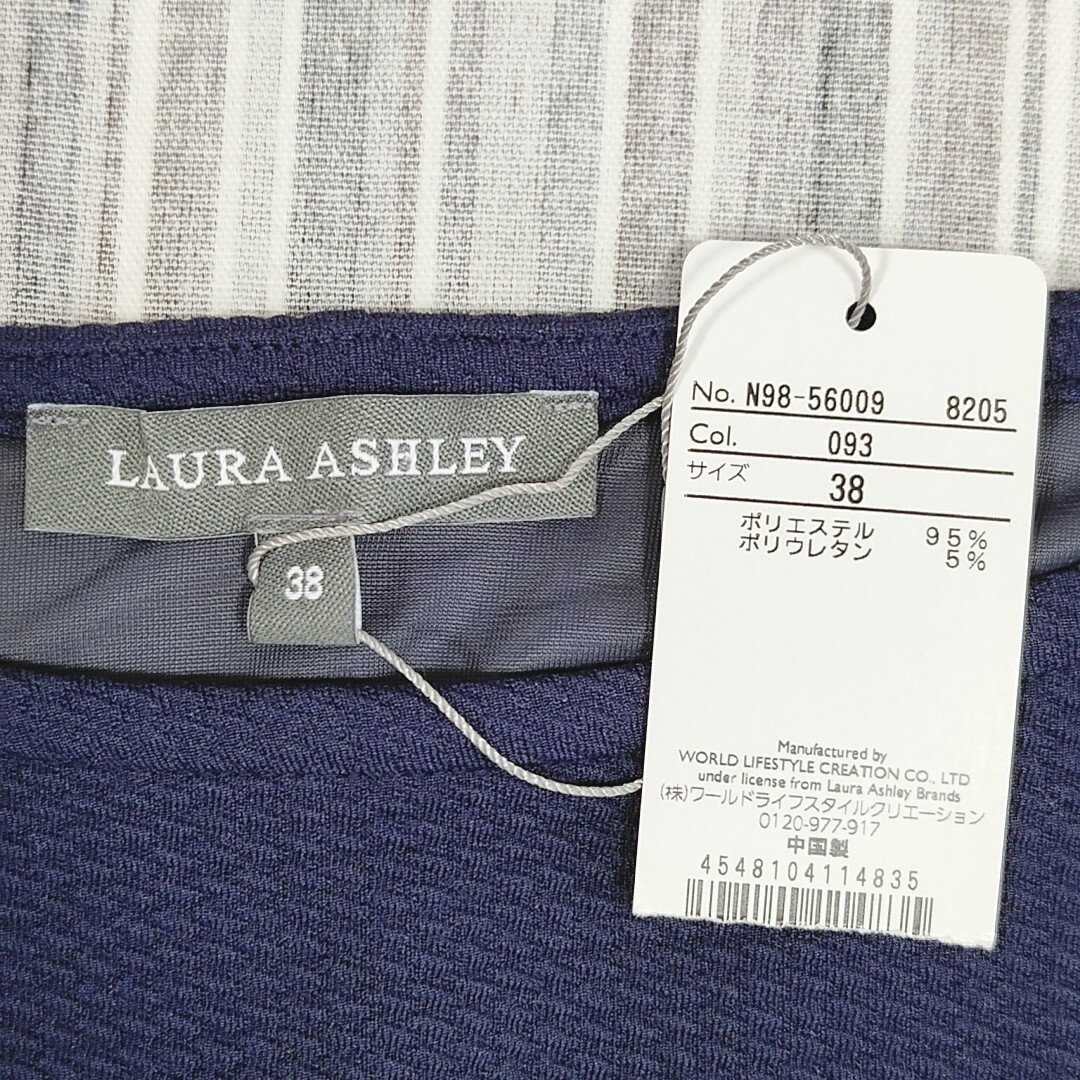 LAURA ASHLEY
38
No. N98-56009 8205
Col. 093
サイズ 38
ポリエステル 95%
ポリウレタン 5%
Manufactured by
WORLD LIFESTYLE CREATION CO., LTD
under license from Laura Ashley Brands
(株)ワールドライフスタイルクリエーション
0120-977-917
中国製
4548104114835